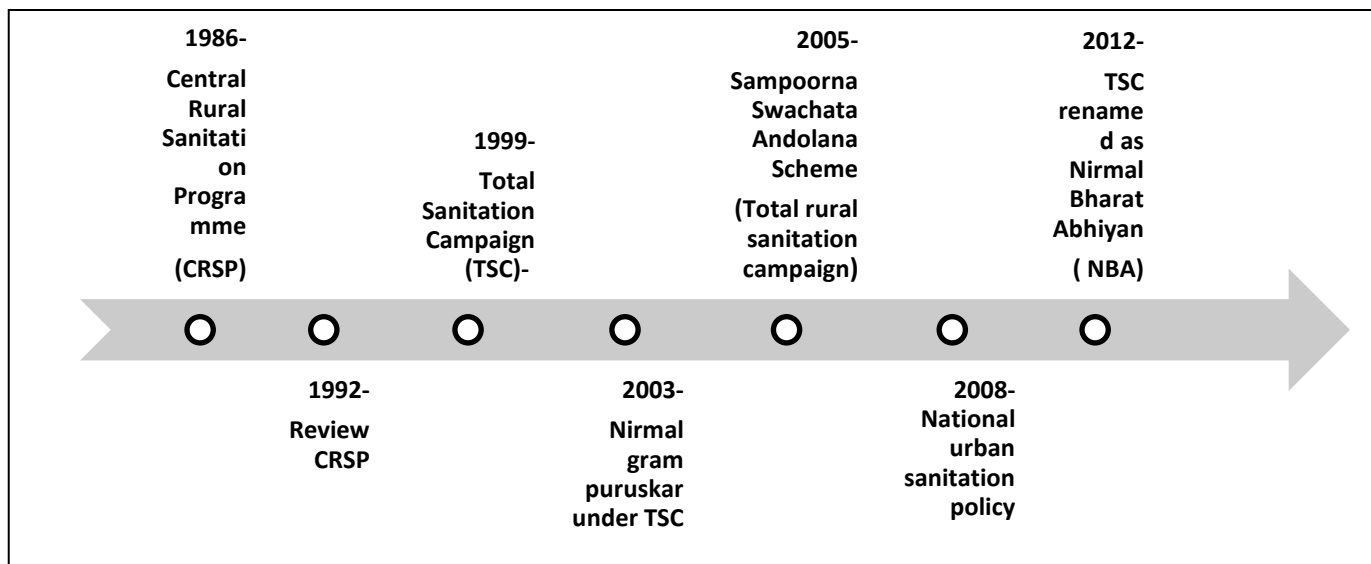 1986-
Central
Rural
Sanitati
on
Progra
mme
(CRSP)
1992-
Review
CRSP
1999-
Total
Sanitation
Campaign
(TSC)-
2003-
Nirmal
gram
puruskar
under TSC
2005-
Sampoorna
Swachata
Andolana
Scheme
(Total rural
sanitation
campaign)
2008-
National
urban
sanitation
policy
2012-
TSC
rename
d as
Nirmal
Bharat
Abhiyan
( NBA)